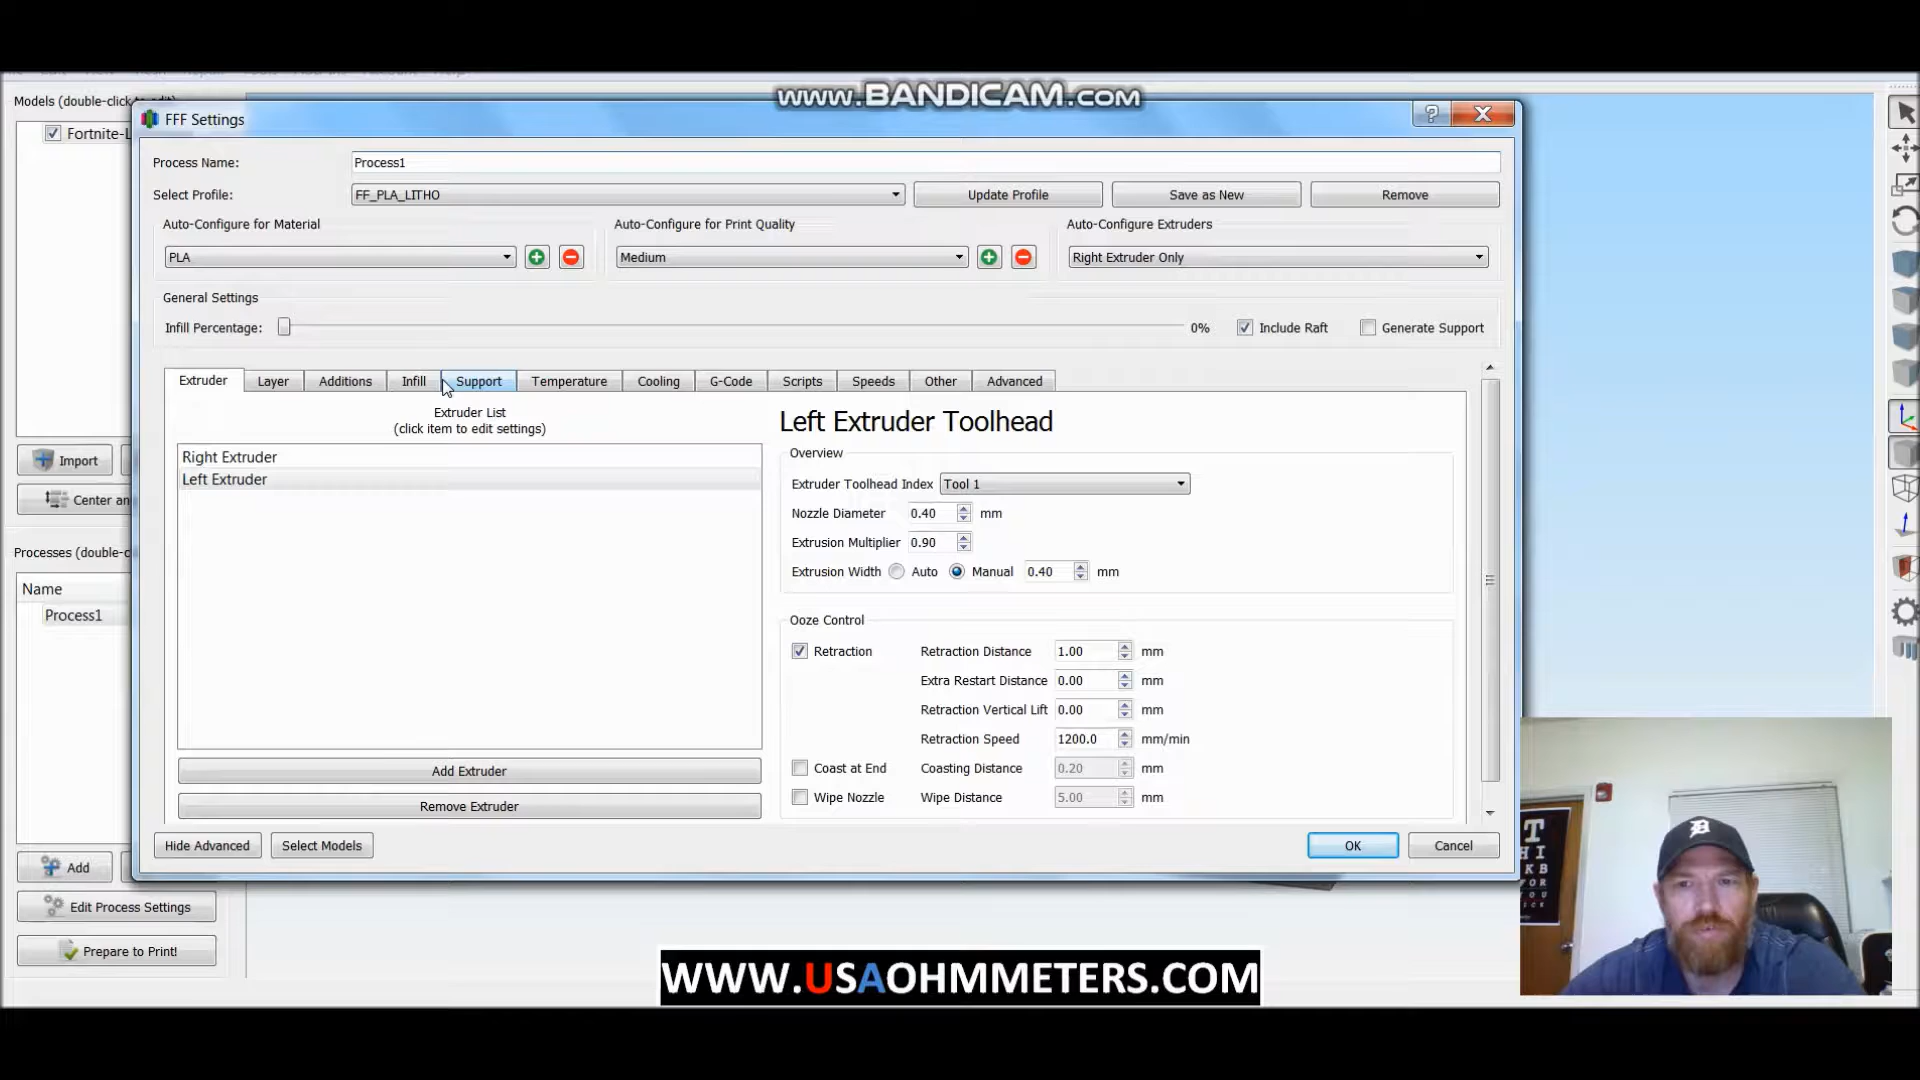 www.BANDICAM.com
Models (double-click to edit)
Fortnite-L
Import
Center an
Processes (double-c
Name
Process1
Add
Edit Process Settings
Prepare to Print!
FFF Settings
Process Name: Process1
Select Profile: FF_PLA_LITHO Update Profile Save as New Remove
Auto-Configure for Material Auto-Configure for Print Quality Auto-Configure Extruders
PLA Medium Right Extruder Only
General Settings
Infill Percentage: 0% Include Raft Generate Support
Extruder Layer Additions Infill Support Temperature Cooling G-Code Scripts Speeds Other Advanced
Extruder List
(click item to edit settings)
Right Extruder
Left Extruder
Add Extruder
Remove Extruder
Left Extruder Toolhead
Overview
Extruder Toolhead Index Tool 1
Nozzle Diameter 0.40 mm
Extrusion Multiplier 0.90
Extrusion Width Auto Manual 0.40 mm
Ooze Control
Retraction Retraction Distance 1.00 mm
Extra Restart Distance 0.00 mm
Retraction Vertical Lift 0.00 mm
Retraction Speed 1200.0 mm/min
Coast at End Coasting Distance 0.20 mm
Wipe Nozzle Wipe Distance 5.00 mm
Hide Advanced Select Models OK Cancel
WWW.USAOHMMETERS.COM